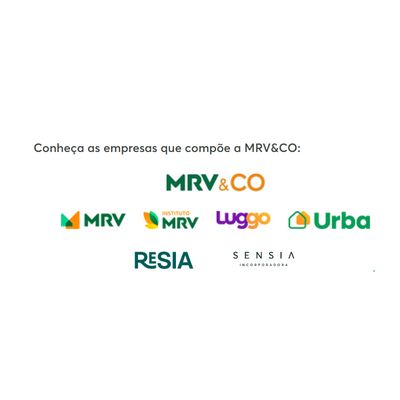 Conheça as empresas que compõe a MRV&CO:
MRV&CO
MRV INSTITUTO MRV Luggo Urba
RESIA SENSIA INCORPORADORA